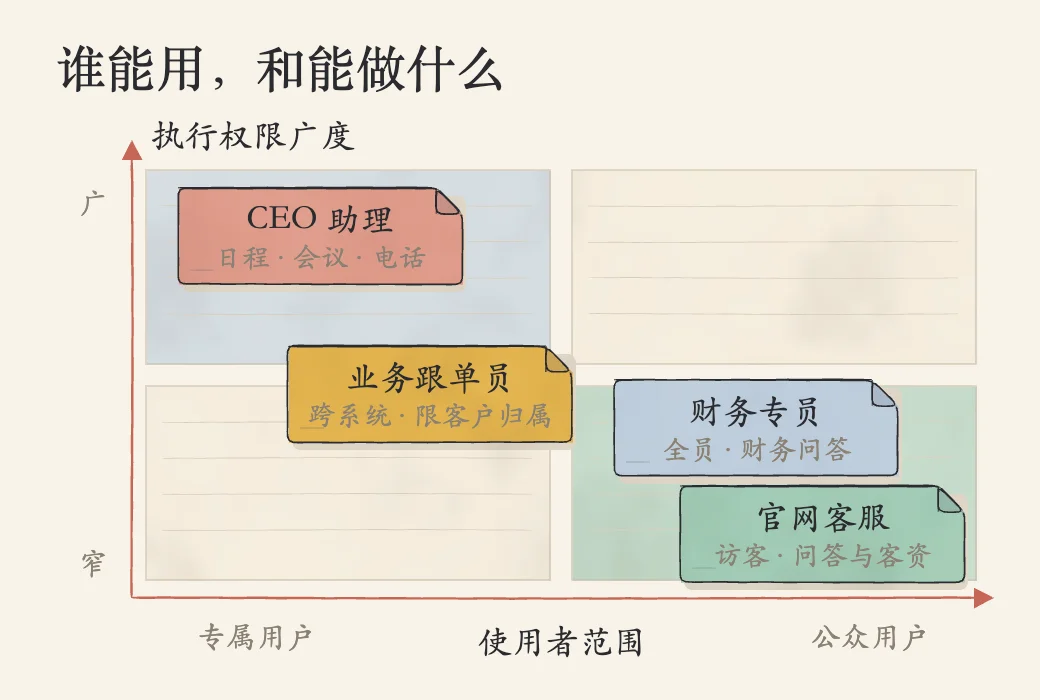 谁能用，和能做什么
执行权限广度
广
CEO 助理
日程·会议·电话
业务跟单员
跨系统·限客户归属
财务专员
全员·财务问答
官网客服
访客·问答与客资
窄
专属用户
使用者范围
公众用户